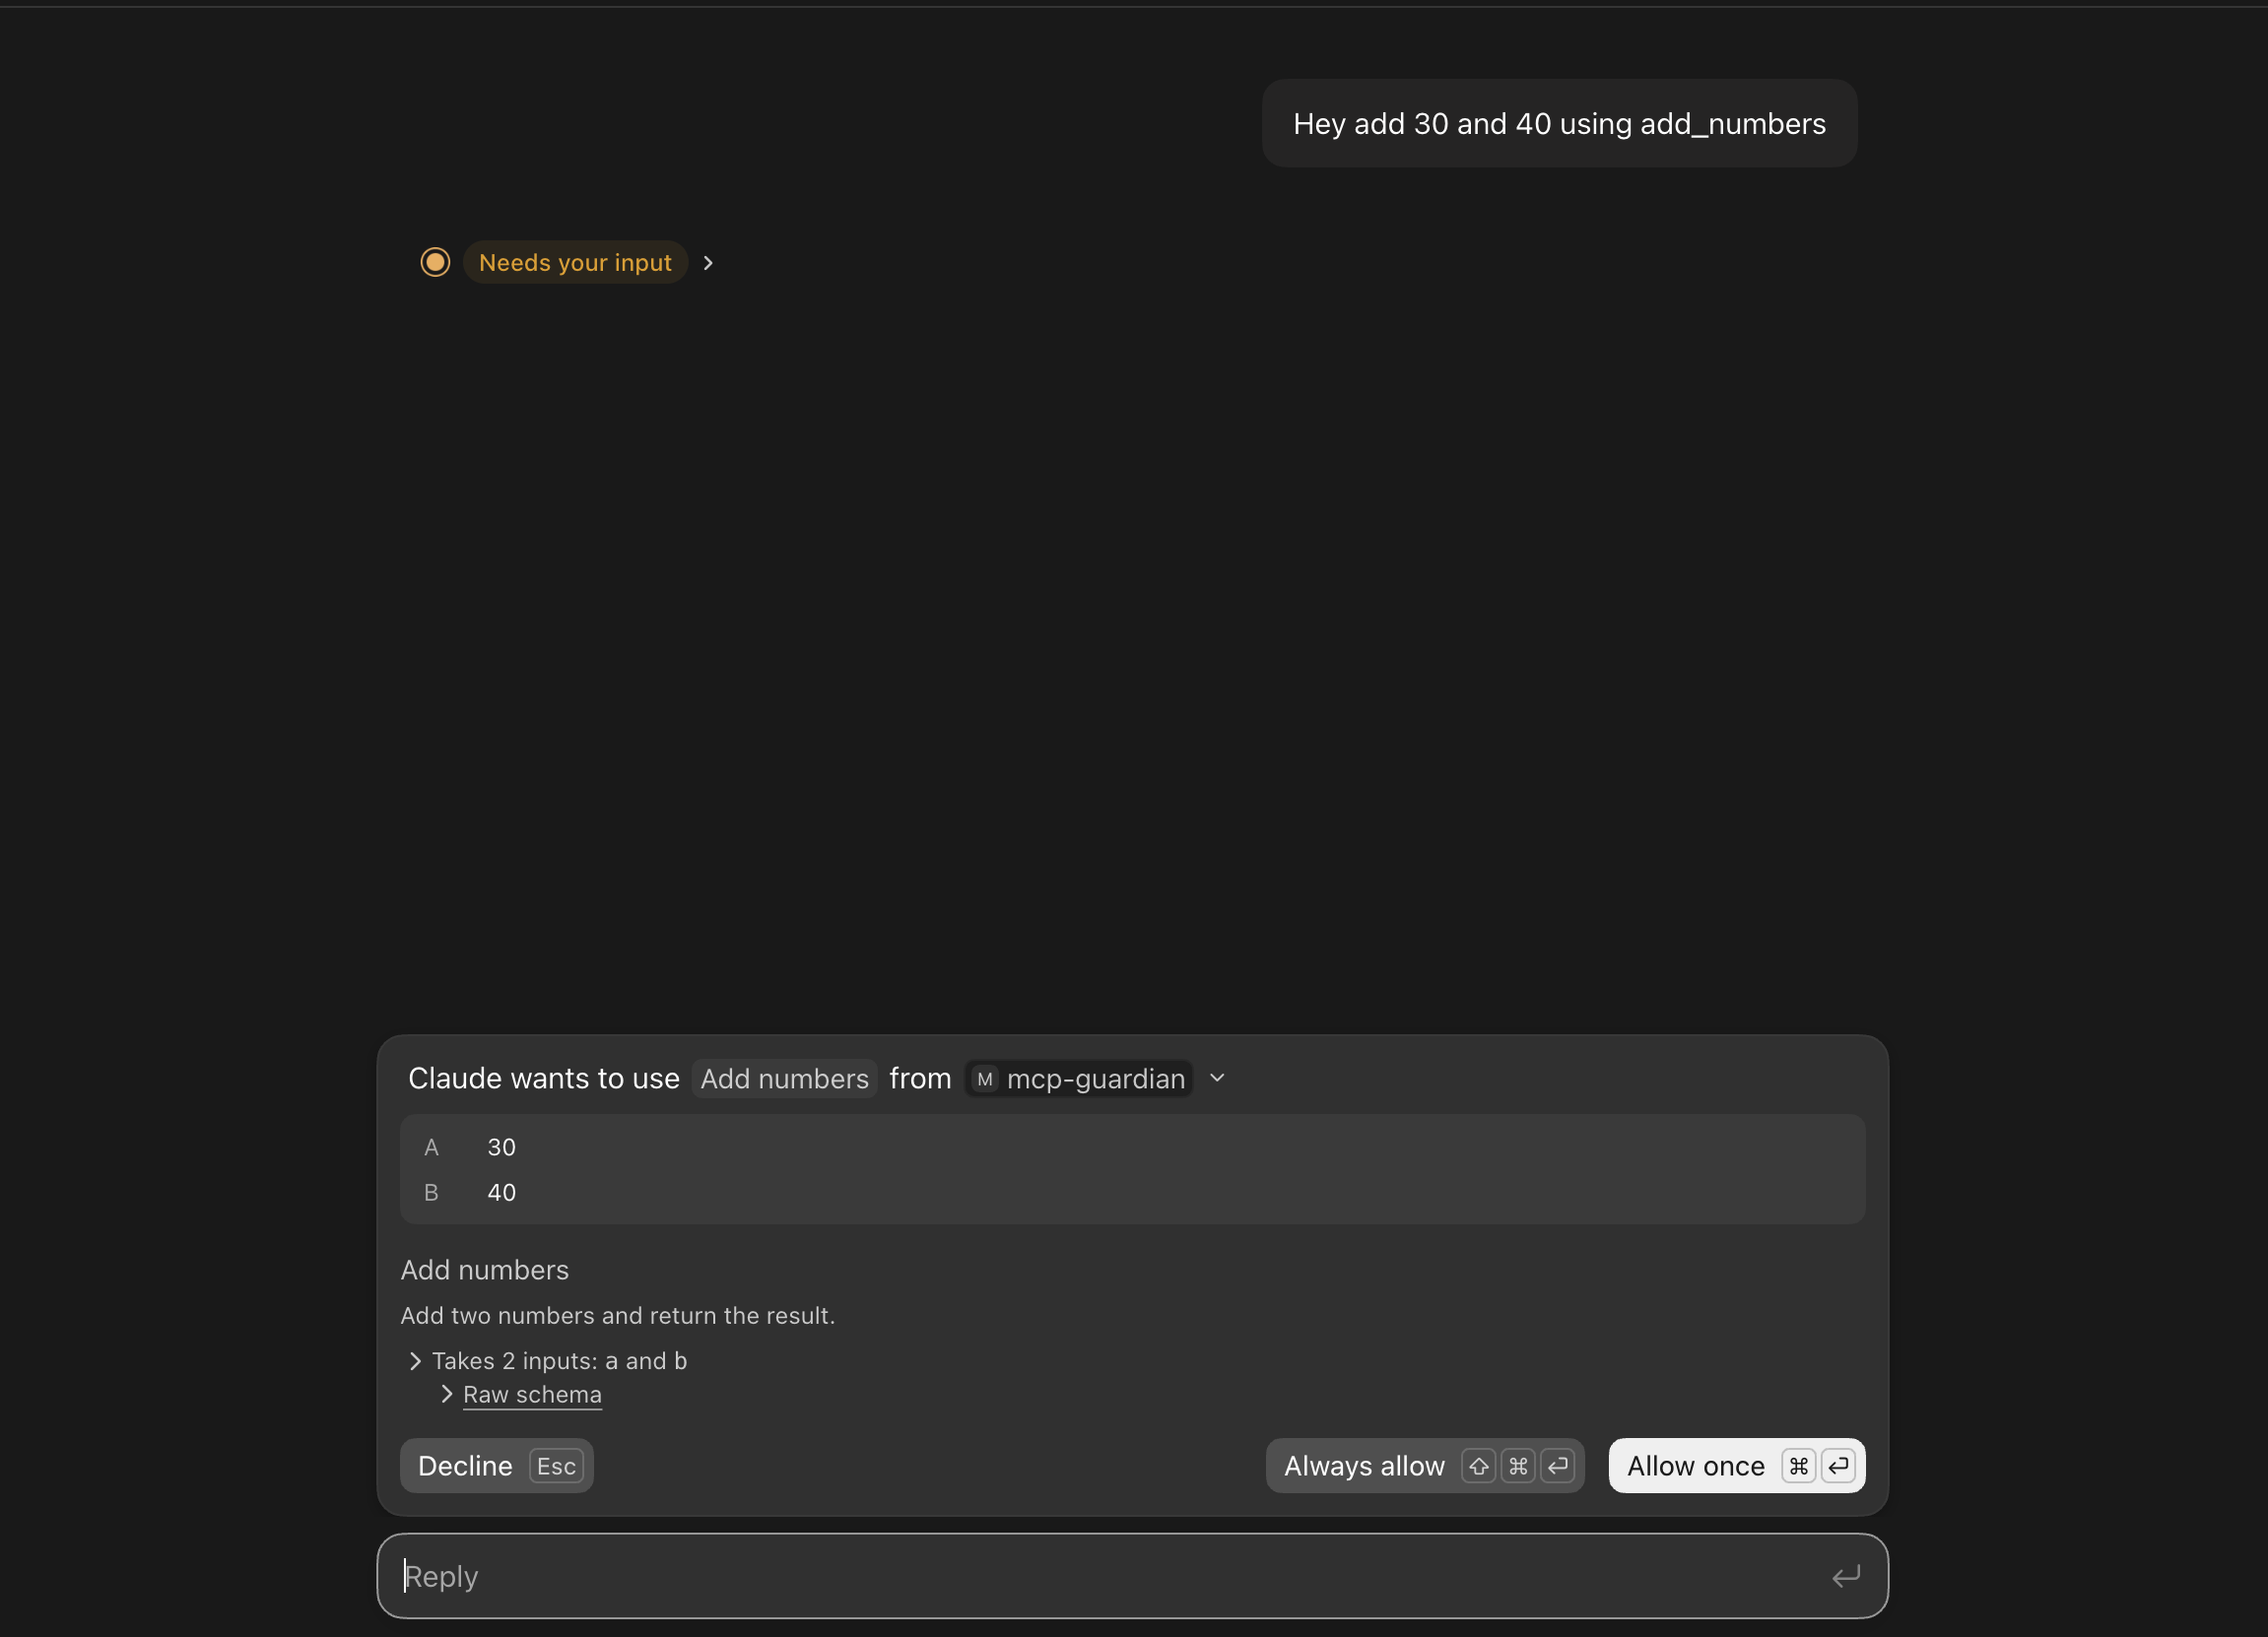 Hey add 30 and 40 using add_numbers
Needs your input
Claude wants to use Add numbers from M mcp-guardian
A 30
B 40
Add numbers
Add two numbers and return the result.
Takes 2 inputs: a and b
Raw schema
Decline Esc Always allow ⇧ ⌘ ↵ Allow once ⌘ ↵
Reply